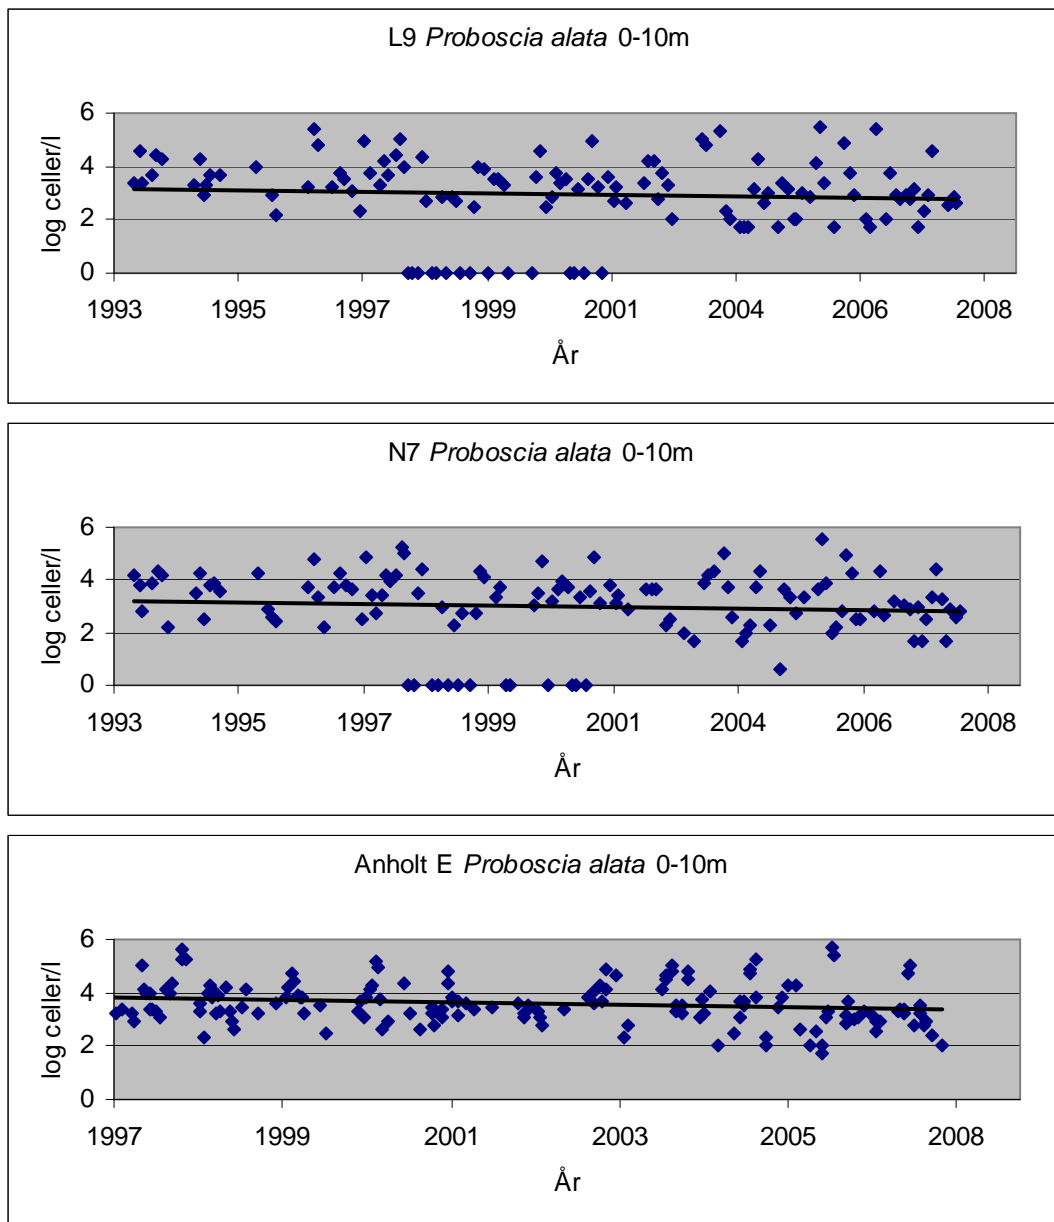 L9 Proboscia alata 0-10m
6
4
2
0
log celler/l
1993 1995 1997 1999 2001 2004 2006 2008
År
N7 Proboscia alata 0-10m
6
4
2
0
log celler/l
1993 1995 1997 1999 2001 2004 2006 2008
År
Anholt E Proboscia alata 0-10m
6
4
2
0
log celler/l
1997 1999 2001 2003 2005 2008
År